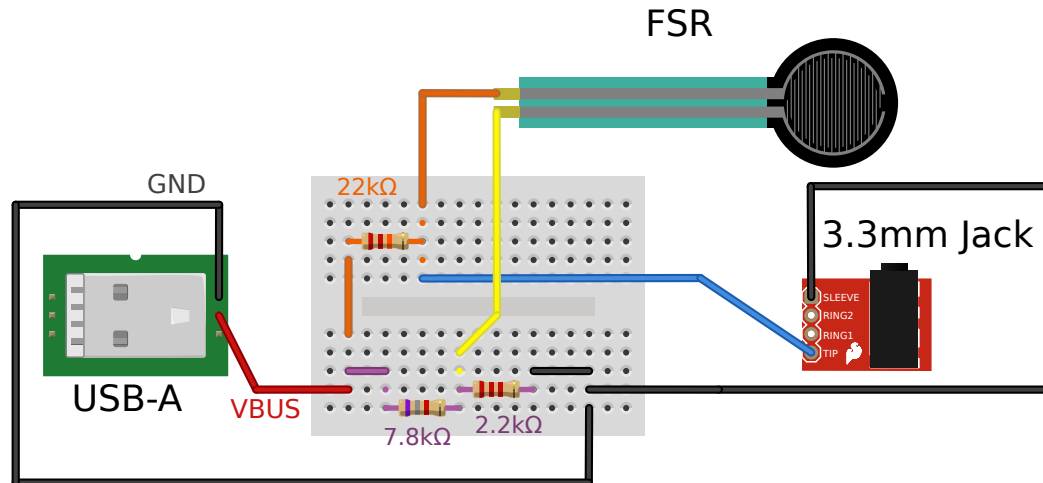 FSR
GND
22kΩ
3.3mm Jack
SLEEVE
RING2
RING1
TIP
USB-A
VBUS
7.8kΩ
2.2kΩ